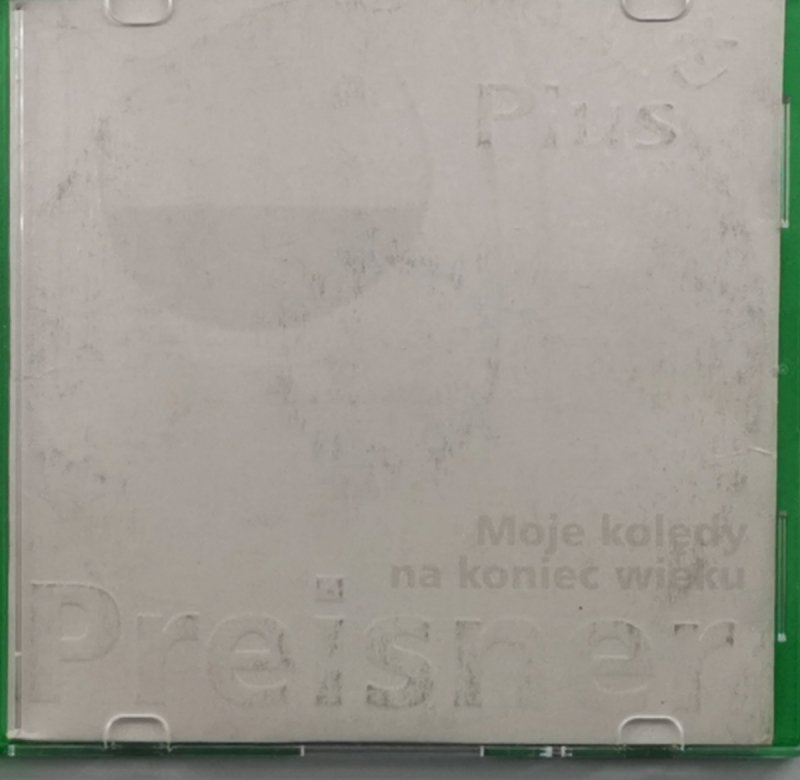 Plus
Moje kolędy
na koniec wieku
Preisner